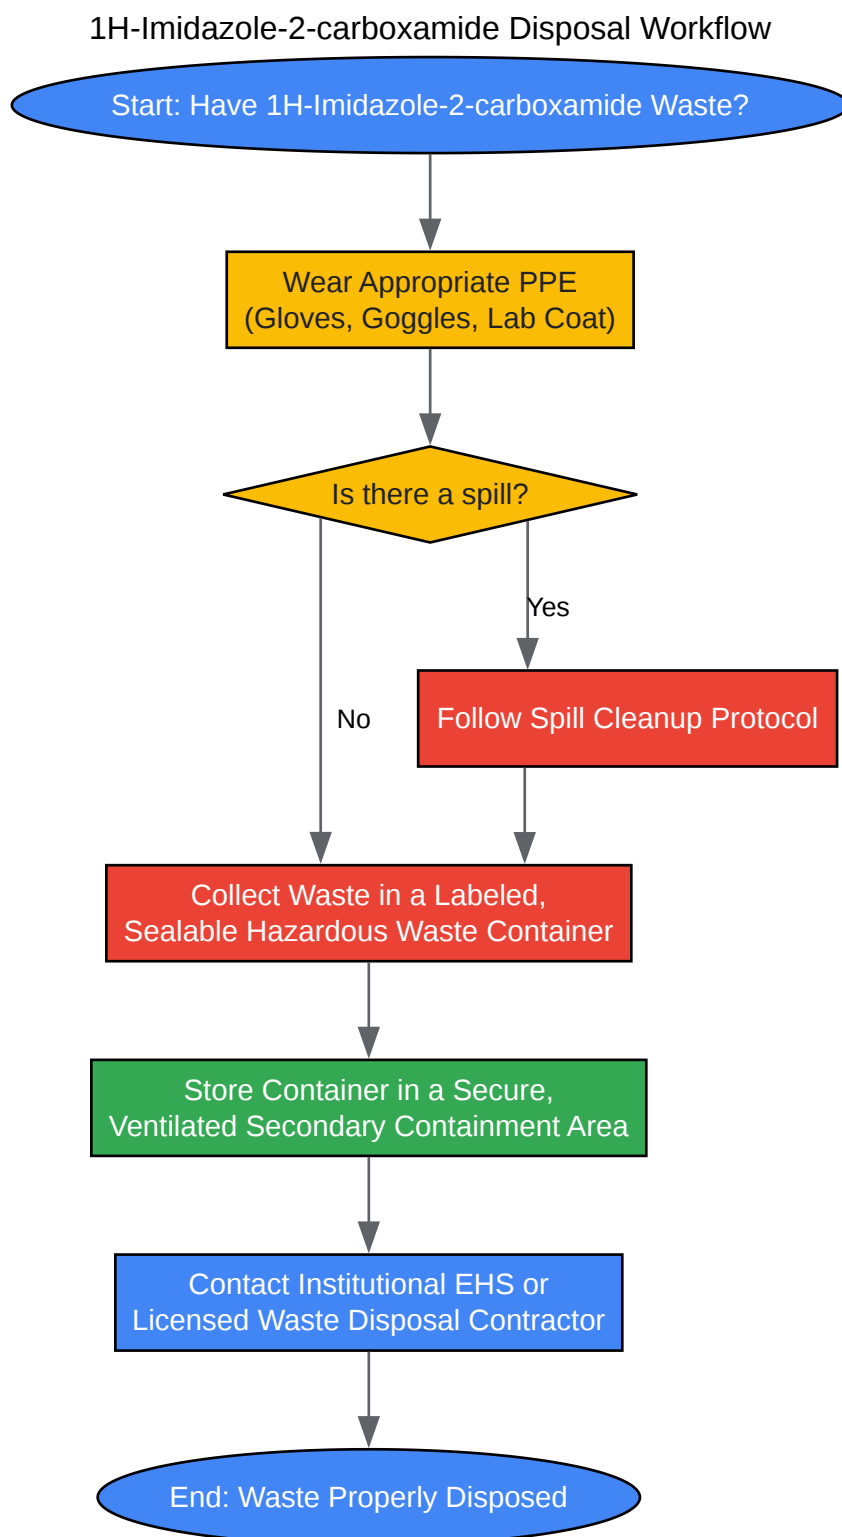 1H-Imidazole-2-carboxamide Disposal Workflow
Start: Have 1H-Imidazole-2-carboxamide Waste?
Wear Appropriate PPE
(Gloves, Goggles, Lab Coat)
Is there a spill?
Yes
Follow Spill Cleanup Protocol
No
Collect Waste in a Labeled,
Sealable Hazardous Waste Container
Store Container in a Secure,
Ventilated Secondary Containment Area
Contact Institutional EHS or
Licensed Waste Disposal Contractor
End: Waste Properly Disposed